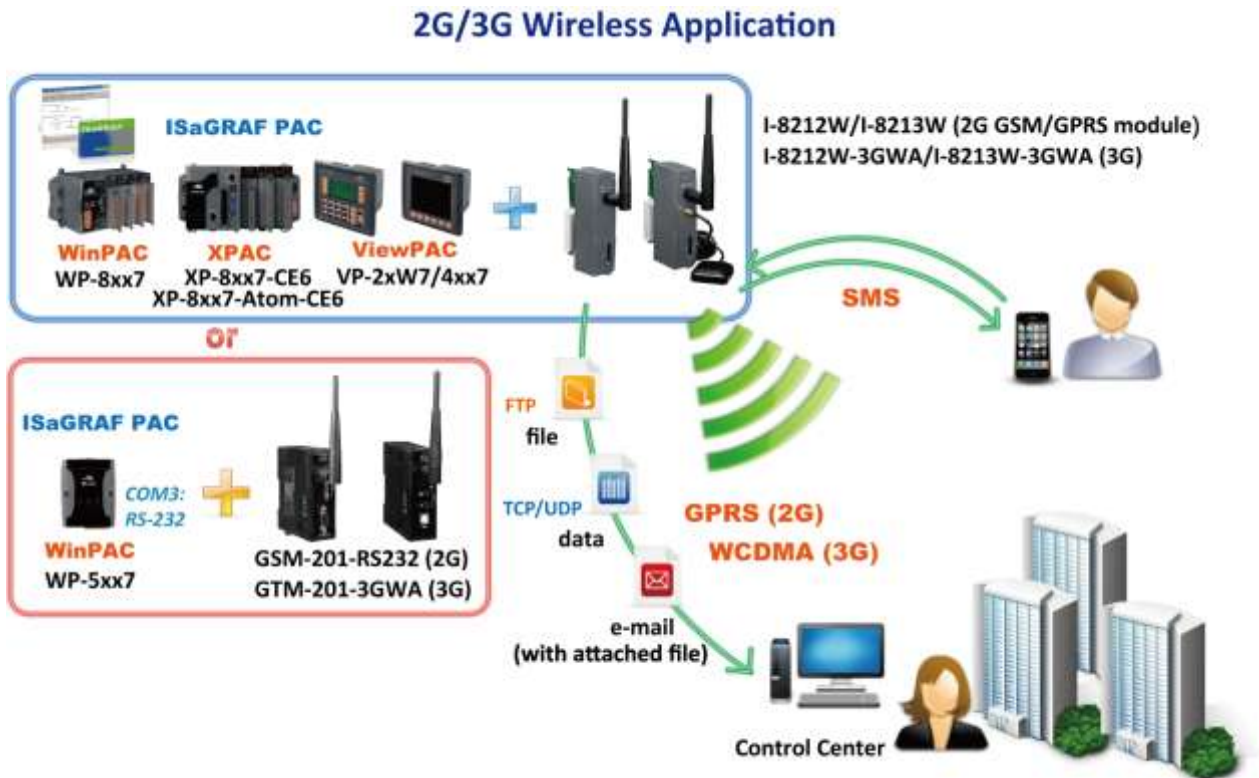 2G/3G Wireless Application
ISaGRAF PAC
I-8212W/I-8213W (2G GSM/GPRS module)
I-8212W-3GWA/I-8213W-3GWA (3G)
WinPAC
WP-8xx7
XPAC
XP-8xx7-CE6
XP-8xx7-Atom-CE6
ViewPAC
VP-2xW7/4xx7
SMS
or
ISaGRAF PAC
COM3:
RS-232
WinPAC
WP-5xx7
GSM-201-RS232 (2G)
GTM-201-3GWA (3G)
FTP
file
TCP/UDP
data
GPRS (2G)
WCDMA (3G)
e-mail
(with attached file)
Control Center